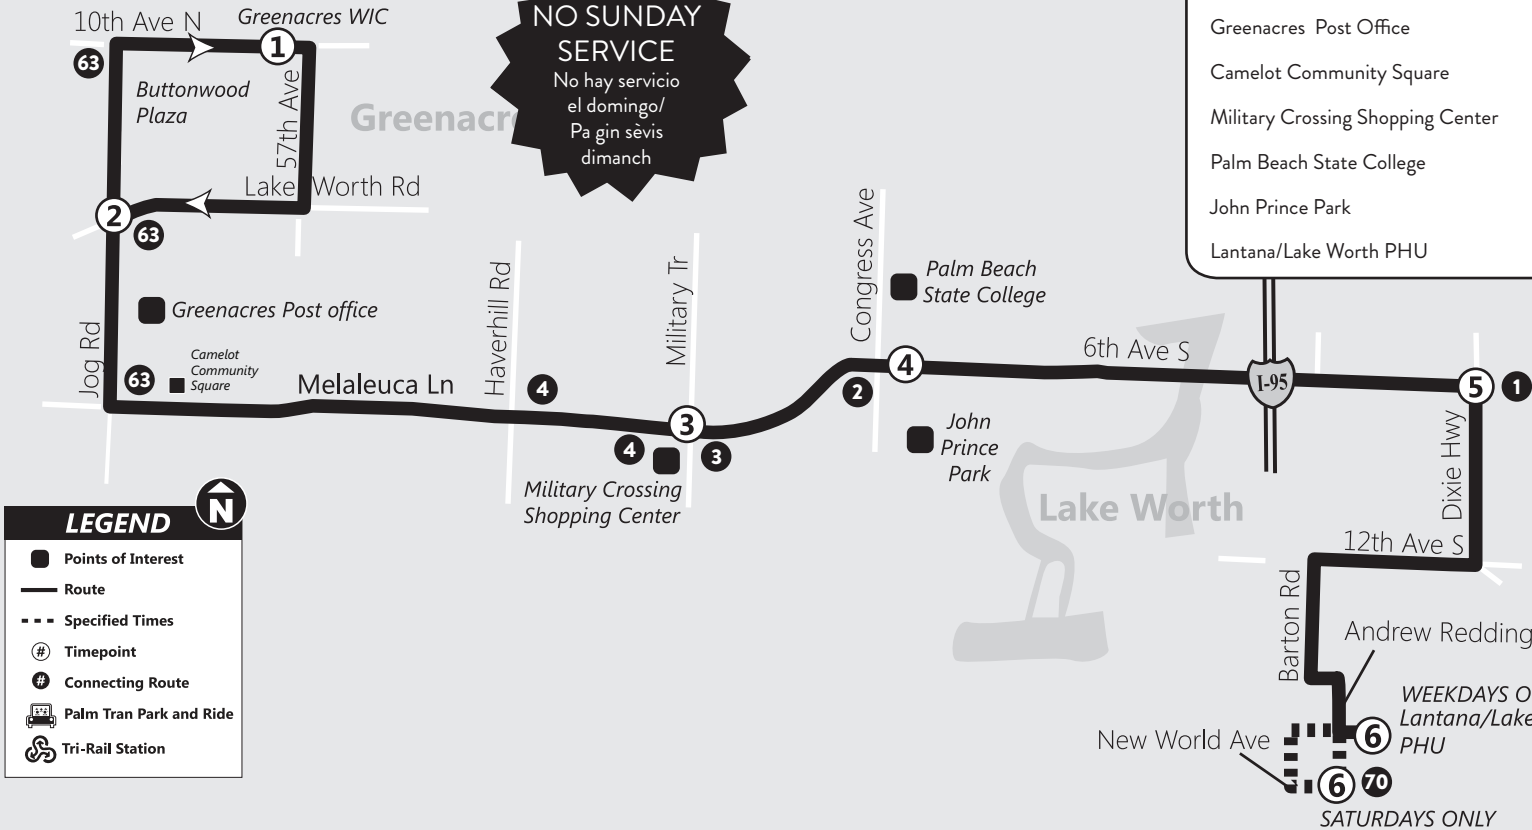 10th Ave N
Greenacres WIC
1
63
Buttonwood
Plaza
57th Ave
Lake Worth Rd
2
63
NO SUNDAY
SERVICE
No hay servicio
el domingo/
Pa gin sèvis
dimanch
Greenacres Post Office
Camelot Community Square
Military Crossing Shopping Center
Palm Beach State College
John Prince Park
Lantana/Lake Worth PHU
Greenacres Post office
Jog Rd
63
Camelot
Community
Square
Melaleuca Ln
Haverhill Rd
4
Military Tr
3
4
3
Military Crossing
Shopping Center
Congress Ave
Palm Beach
State College
4
2
John
Prince
Park
6th Ave S
I-95
5
1
Lake Worth
Dixie Hwy
12th Ave S
Barton Rd
Andrew Redding
WEEKDAYS
Lantana/Lake
PHU
6
New World Ave
6
70
SATURDAYS ONLY
N
LEGEND
Points of Interest
Route
Specified Times
# Timepoint
# Connecting Route
Palm Tran Park and Ride
Tri-Rail Station